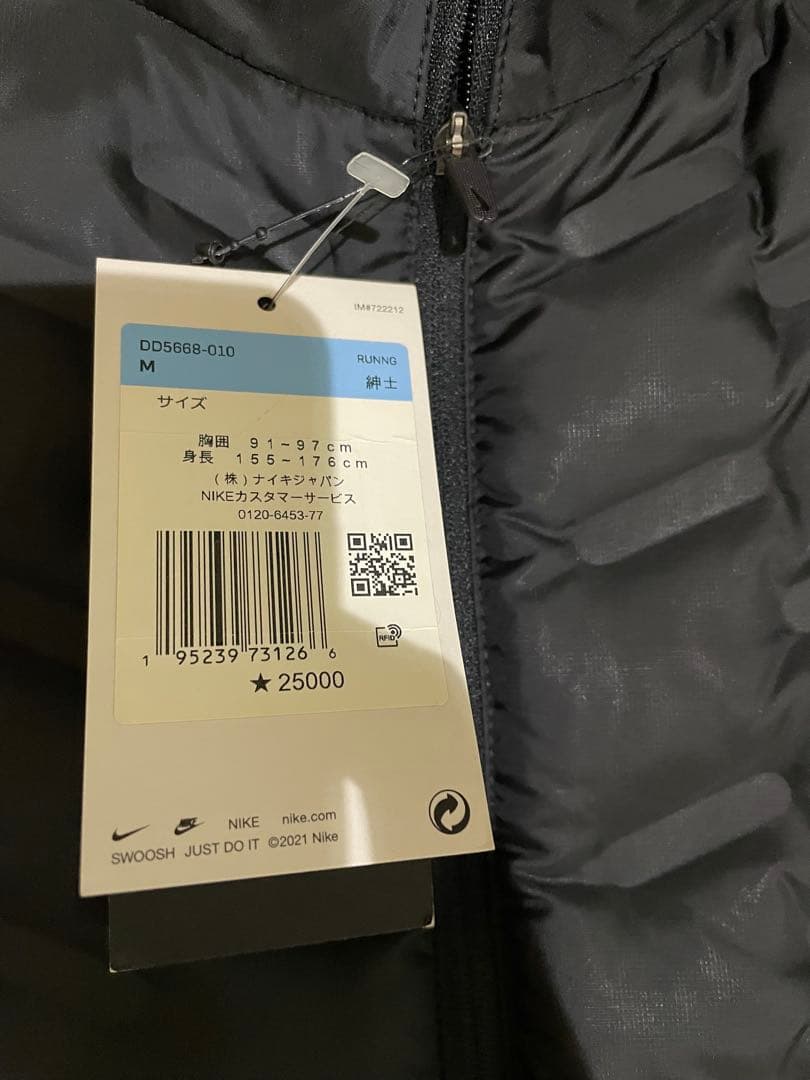 IM#722212
DD5668-010
M
RUNNG
紳士
サイズ
胸囲 91~97cm
身長 155~176cm
(株)ナイキジャパン
NIKEカスタマーサービス
0120-6453-77
RFID
1 95239 73126 6
★ 25000
NIKE nike.com
SWOOSH JUST DO IT ©2021 Nike